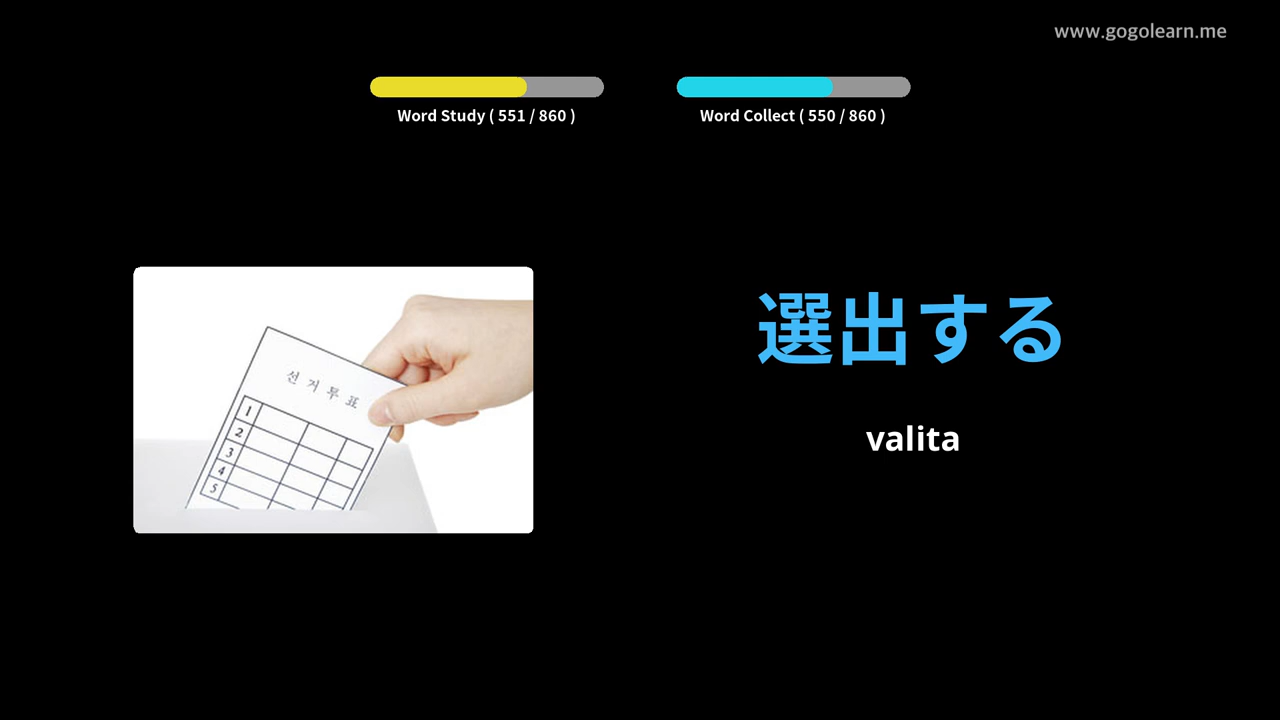 www.gogolearn.me
Word Study ( 551 / 860 )
Word Collect ( 550 / 860 )
선거투표
1
2
3
4
5
選出する
valita